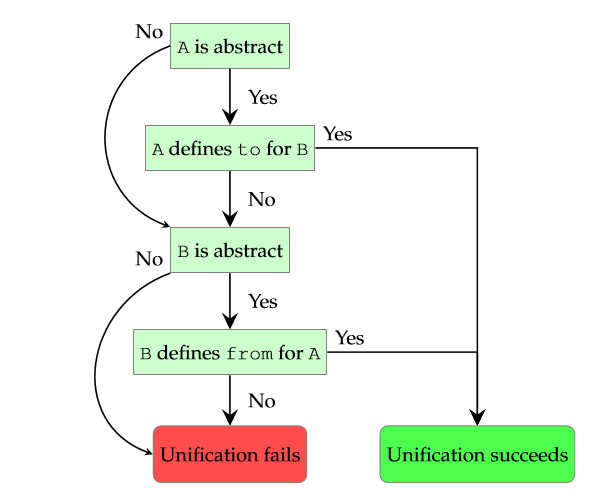 No
A is abstract
Yes
A defines to for B
Yes
No
B is abstract
No
Yes
B defines from for A
Yes
No
Unification fails
Unification succeeds